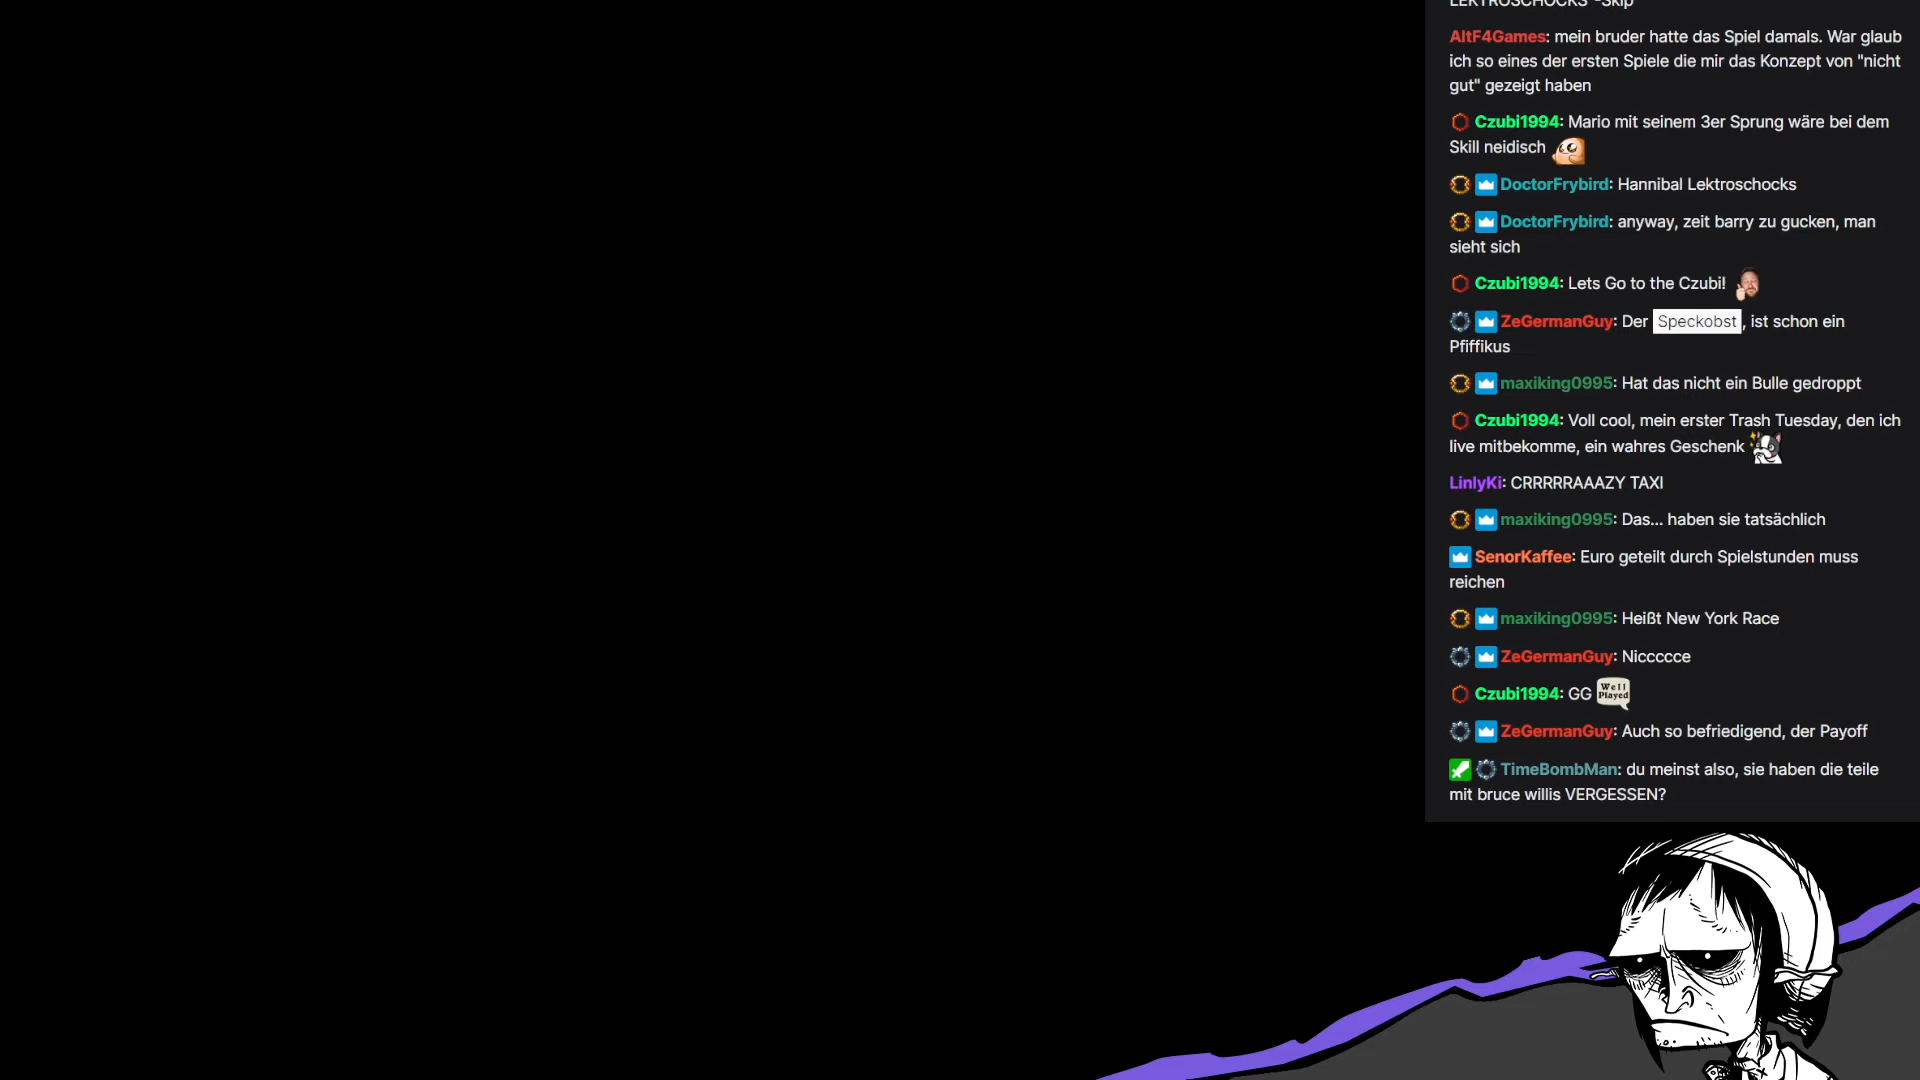 LEKTROSCHOCKS"-Skip
AltF4Games: mein bruder hatte das Spiel damals. War glaub
ich so eines der ersten Spiele die mir das Konzept von "nicht
gut" gezeigt haben
Czubi1994: Mario mit seinem 3er Sprung wäre bei dem
Skill neidisch
DoctorFrybird: Hannibal Lektroschocks
DoctorFrybird: anyway, zeit barry zu gucken, man
sieht sich
Czubi1994: Lets Go to the Czubi!
ZeGermanGuy: Der Speckobst, ist schon ein
Pfiffikus
maxiking0995: Hat das nicht ein Bulle gedroppt
Czubi1994: Voll cool, mein erster Trash Tuesday, den ich
live mitbekomme, ein wahres Geschenk
LinlyKi: CRRRRRAAAZY TAXI
maxiking0995: Das... haben sie tatsächlich
SenorKaffee: Euro geteilt durch Spielstunden muss
reichen
maxiking0995: Heißt New York Race
ZeGermanGuy: Niccccce
Czubi1994: GG Well
Played
ZeGermanGuy: Auch so befriedigend, der Payoff
TimeBombMan: du meinst also, sie haben die teile
mit bruce willis VERGESSEN?